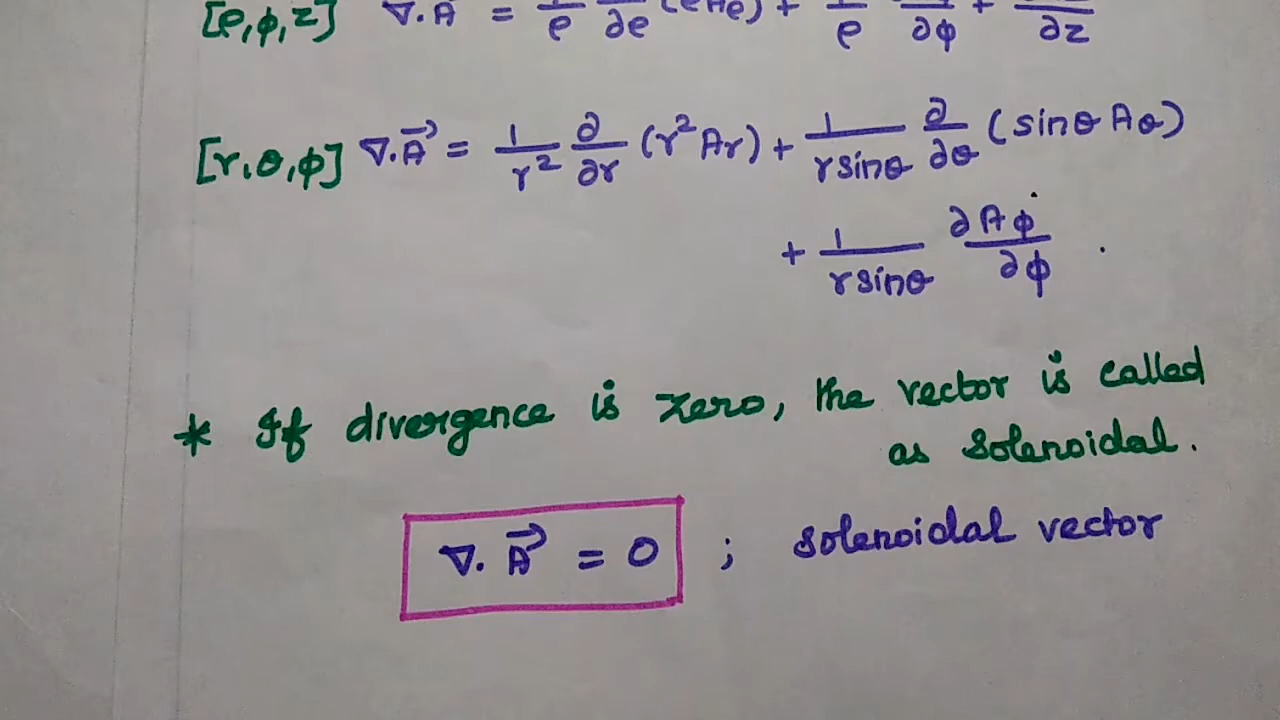 [ρ,φ,z] ∇.A⃗ = 1/ρ ∂/∂ρ (ρAρ) + 1/ρ ∂/∂φ + ∂/∂z
[r,θ,φ] ∇.A⃗ = 1/r² ∂/∂r (r²Ar) + 1/rsinθ ∂/∂θ (sinθ Aθ)
+ 1/rsinθ ∂Aφ/∂φ .
* If divergence is zero, the vector is called
as solenoidal.
∇.A⃗ = 0 ; solenoidal vector